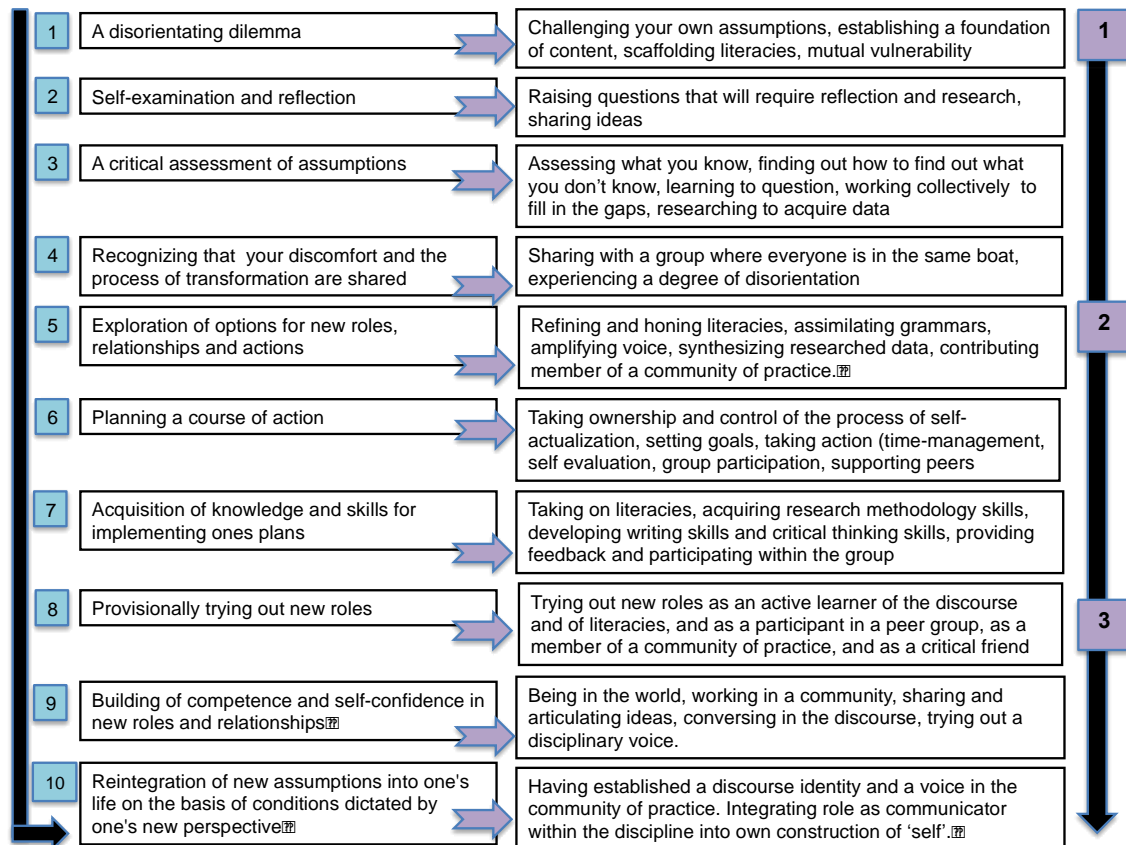 1
A disorientating dilemma
Challenging your own assumptions, establishing a foundation
of content, scaffolding literacies, mutual vulnerability
1
2
Self-examination and reflection
Raising questions that will require reflection and research,
sharing ideas
3
A critical assessment of assumptions
Assessing what you know, finding out how to find out what
you don’t know, learning to question, working collectively to
fill in the gaps, researching to acquire data
4
Recognizing that your discomfort and the
process of transformation are shared
Sharing with a group where everyone is in the same boat,
experiencing a degree of disorientation
5
Exploration of options for new roles,
relationships and actions
Refining and honing literacies, assimilating grammars,
amplifying voice, synthesizing researched data, contributing
member of a community of practice.
2
6
Planning a course of action
Taking ownership and control of the process of self-
actualization, setting goals, taking action (time-management,
self evaluation, group participation, supporting peers
7
Acquisition of knowledge and skills for
implementing ones plans
Taking on literacies, acquiring research methodology skills,
developing writing skills and critical thinking skills, providing
feedback and participating within the group
8
Provisionally trying out new roles
Trying out new roles as an active learner of the discourse
and of literacies, and as a participant in a peer group, as a
member of a community of practice, and as a critical friend
3
9
Building of competence and self-confidence in
new roles and relationships
Being in the world, working in a community, sharing and
articulating ideas, conversing in the discourse, trying out a
disciplinary voice.
10
Reintegration of new assumptions into one's
life on the basis of conditions dictated by
one's new perspective
Having established a discourse identity and a voice in the
community of practice. Integrating role as communicator
within the discipline into own construction of ‘self’.